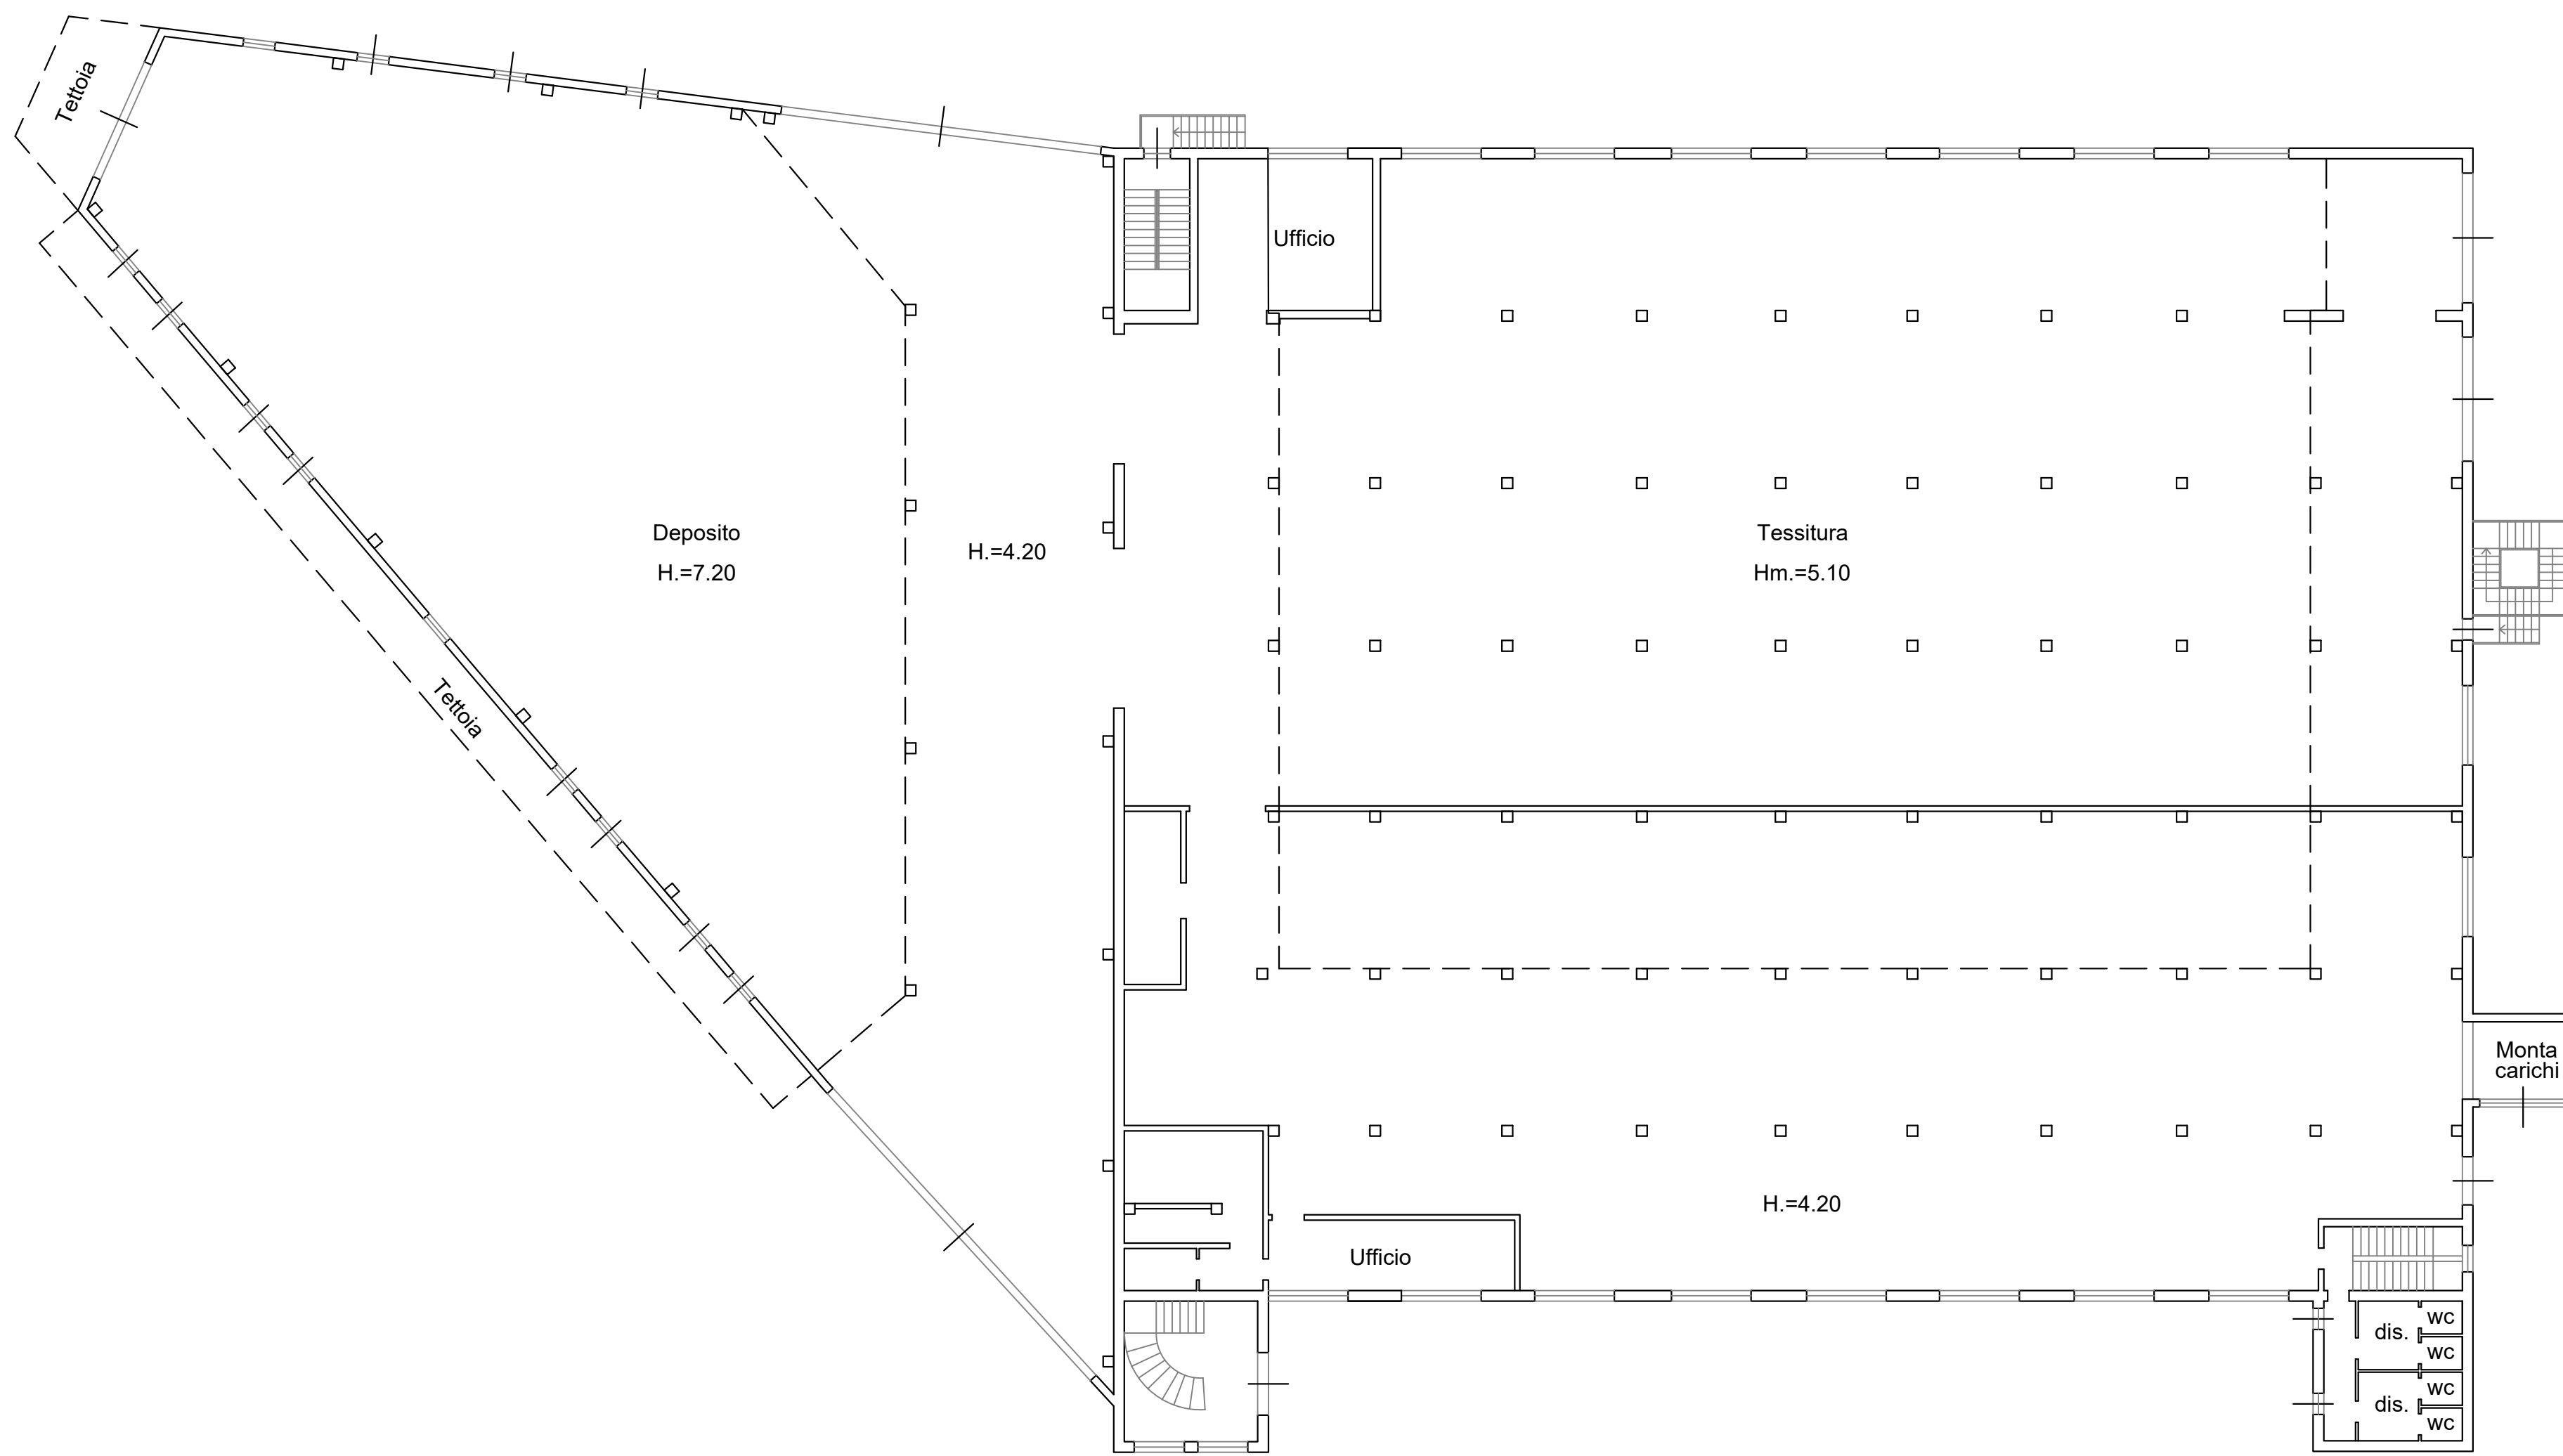 Tettoia
Ufficio
Deposito
H.=7.20
H.=4.20
Tessitura
Hm.=5.10
Tettoia
Monta
carichi
H.=4.20
Ufficio
wc
dis.
wc
wc
dis.
wc